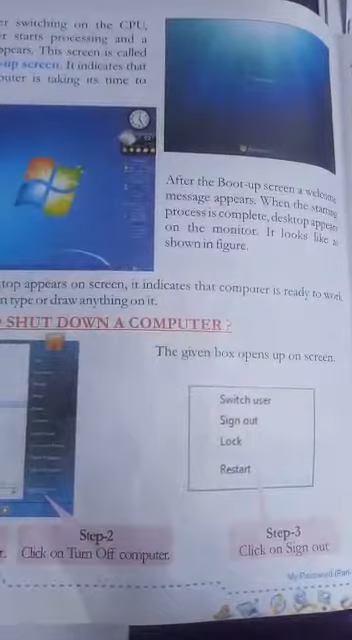 er switching on the CPU,
er starts processing and a
ppears. This screen is called
-up screen. It indicates that
puter is taking its time to
After the Boot-up screen a welcome
message appears. When the starting
process is complete, desktop appears
on the monitor. It looks like as
shown in figure.
top appears on screen, it indicates that computer is ready to work.
n type or draw anything on it.
SHUT DOWN A COMPUTER ?
The given box opens up on screen.
Switch user
Sign out
Lock
Restart
Step-2
r. Click on Turn Off computer.
Step-3
Click on Sign out
My Password (Part